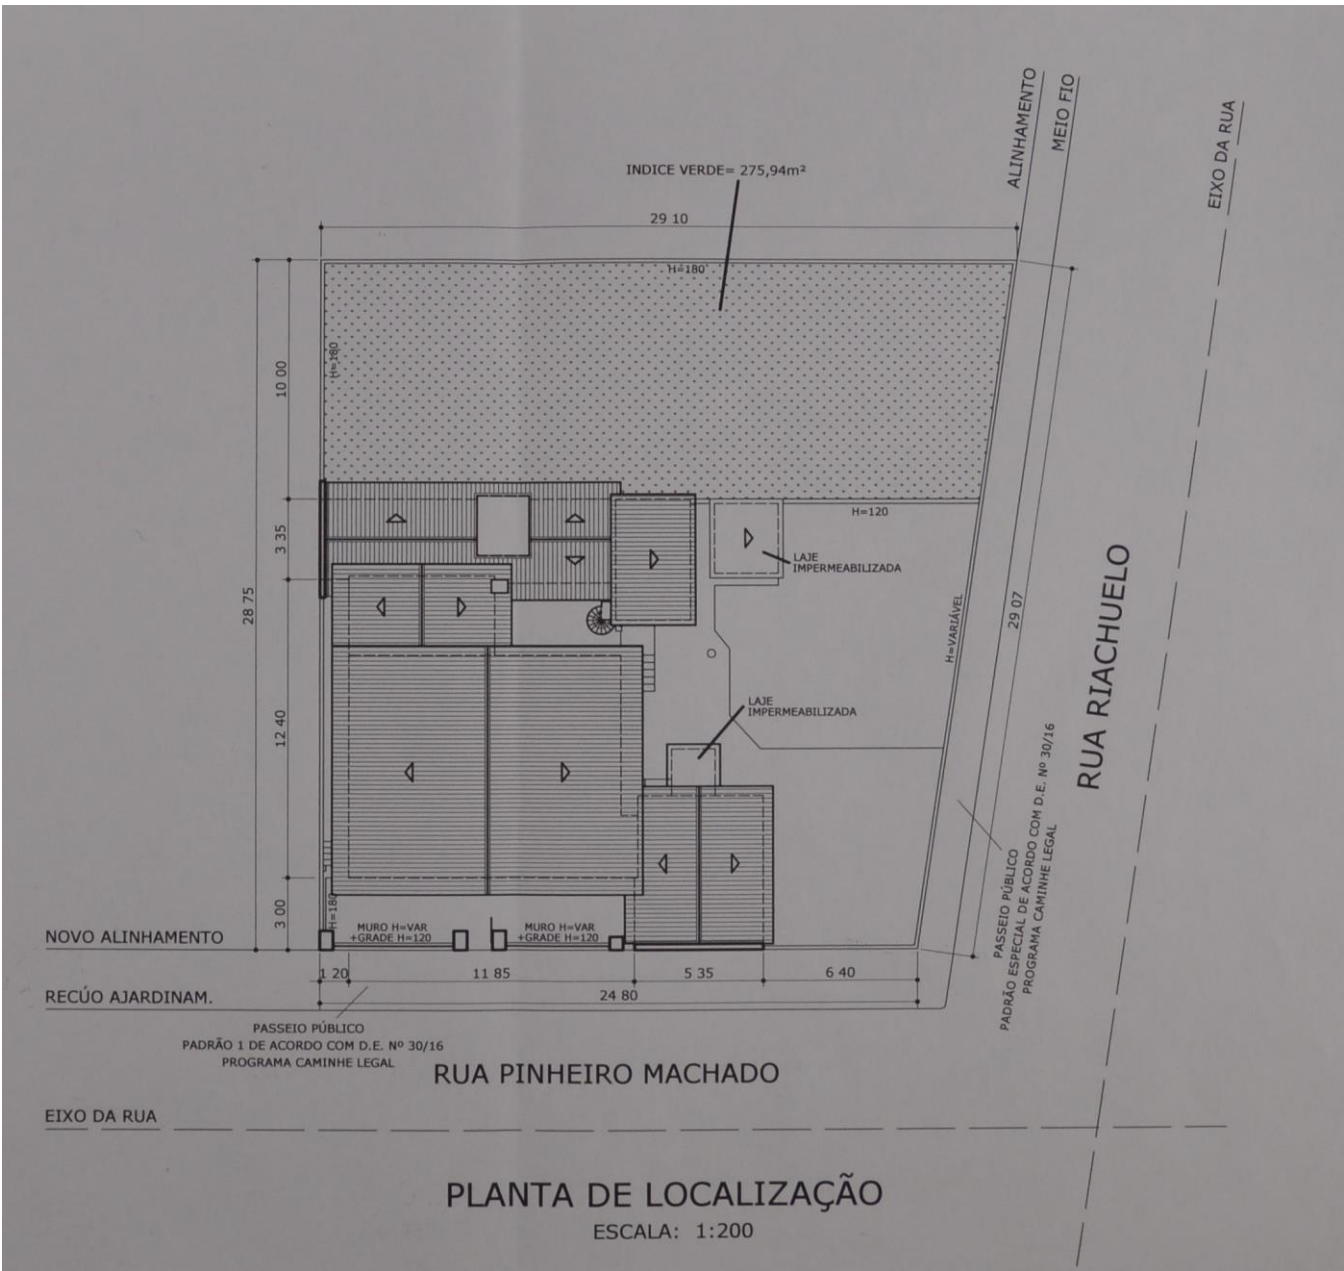 ALINHAMENTO
MEIO FIO
EIXO DA RUA
INDICE VERDE= 275,94m²
29 10
H=180
H=180
10 00
3 35
28 75
12 40
3 00
H=120
LAJE
IMPERMEABILIZADA
H=VARIÁVEL
29 07
RUA RIACHUELO
LAJE
IMPERMEABILIZADA
PASSEIO PÚBLICO
PADRÃO ESPECIAL DE ACORDO COM D.E. Nº 30/16
PROGRAMA CAMINHE LEGAL
H=180
MURO H=VAR
+GRADE H=120
MURO H=VAR
+GRADE H=120
NOVO ALINHAMENTO
1 20
11 85
5 35
6 40
24 80
RECÚO AJARDINAM.
PASSEIO PÚBLICO
PADRÃO 1 DE ACORDO COM D.E. Nº 30/16
PROGRAMA CAMINHE LEGAL
RUA PINHEIRO MACHADO
EIXO DA RUA
PLANTA DE LOCALIZAÇÃO
ESCALA: 1:200